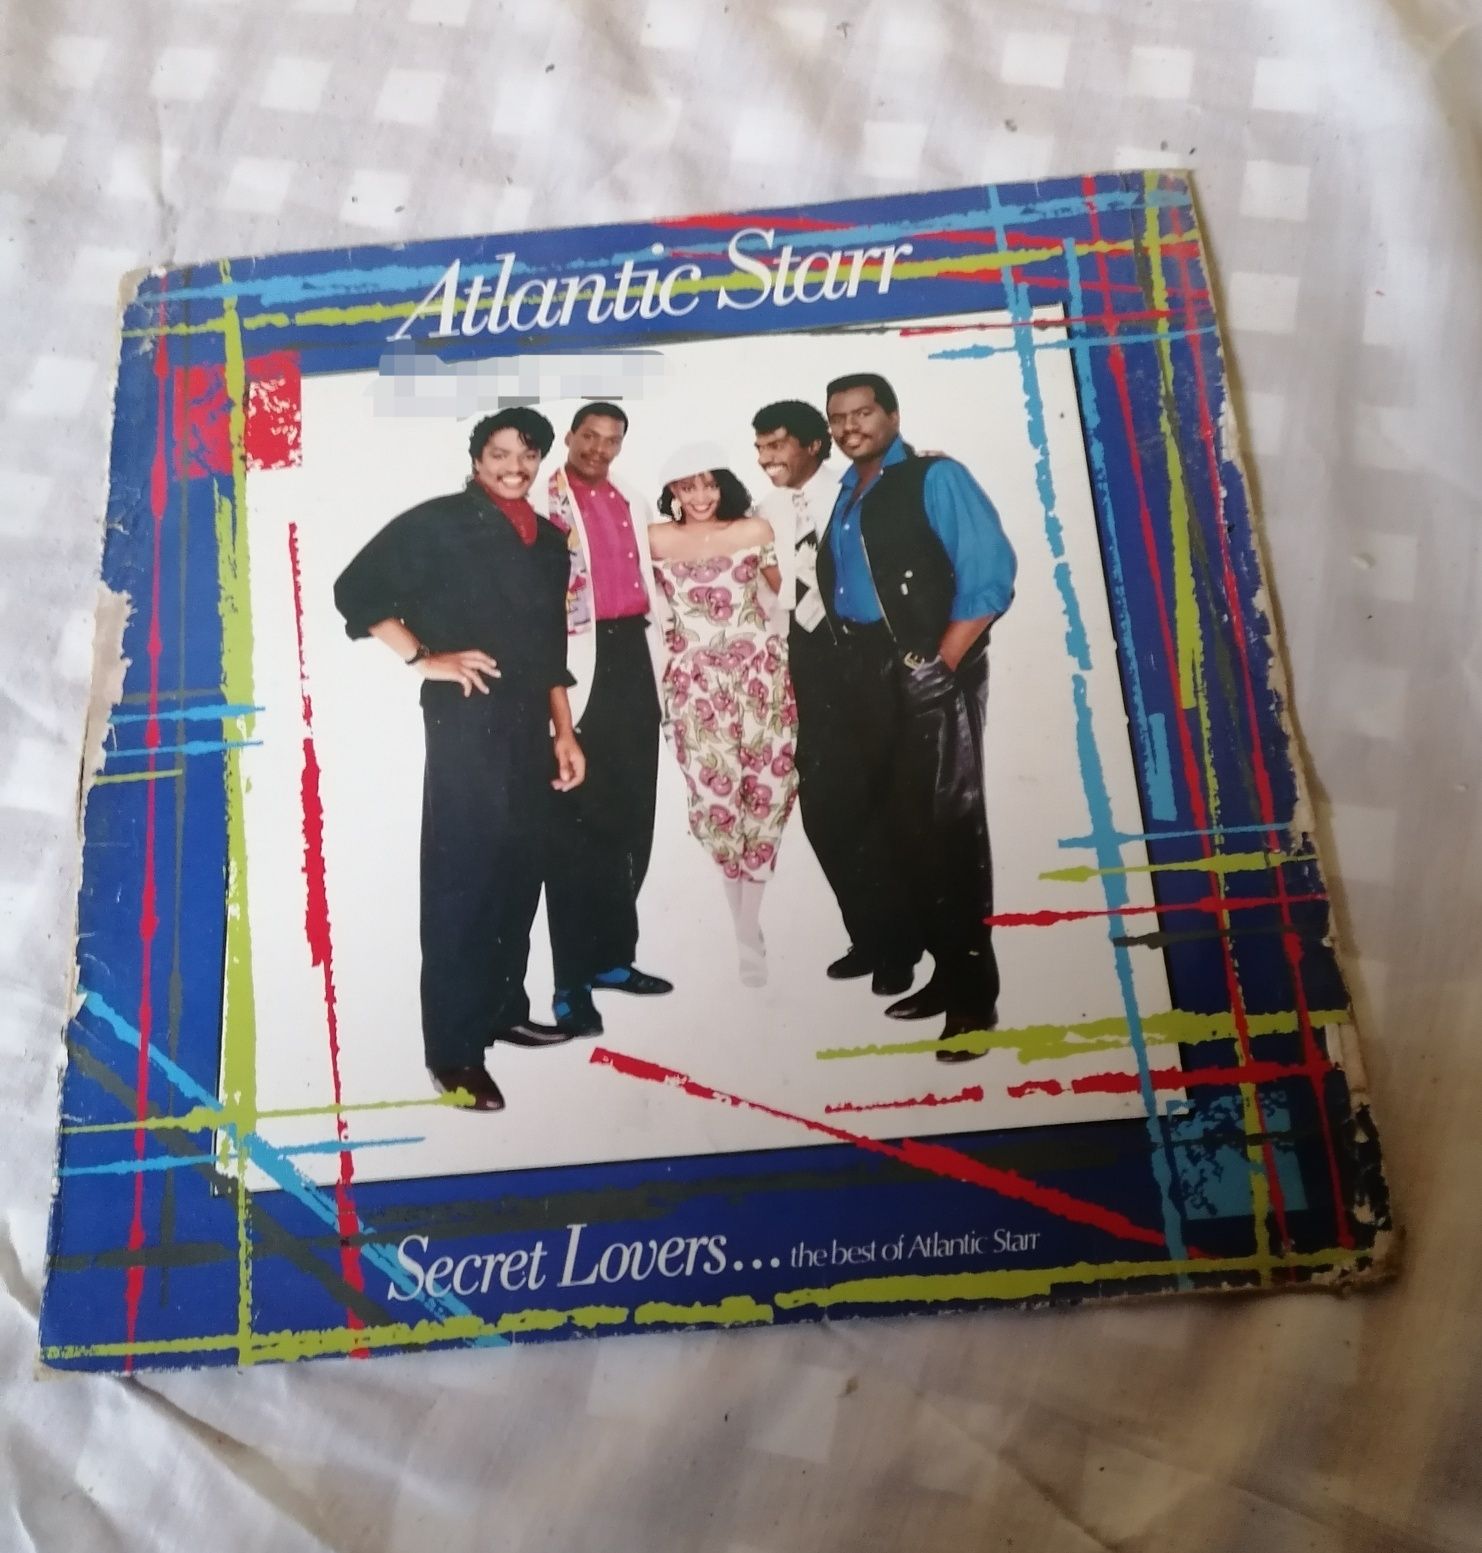 Atlantic Starr
Secret Lovers... the best of Atlantic Starr